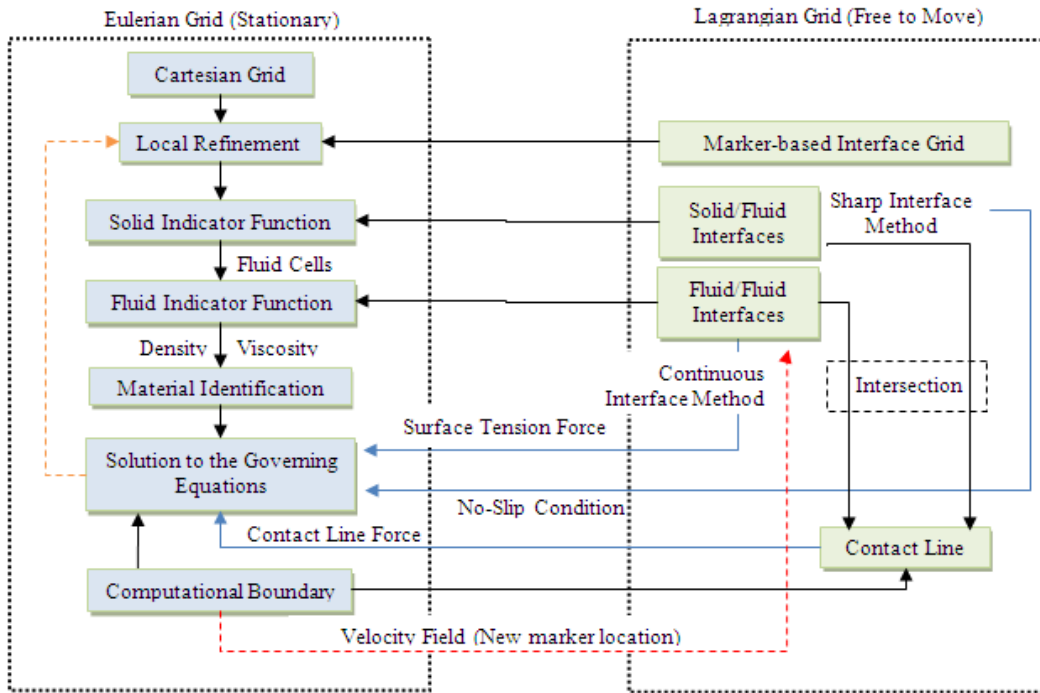 Eulerian Grid (Stationary)
Lagrangian Grid (Free to Move)
Cartesian Grid
Local Refinement
Marker-based Interface Grid
Solid Indicator Function
Solid/Fluid
Interfaces
Sharp Interface
Method
Fluid Cells
Fluid Indicator Function
Fluid/Fluid
Interfaces
Density Viscosity
Material Identification
Continuous
Interface Method
Intersection
Surface Tension Force
Solution to the Governing
Equations
No-Slip Condition
Contact Line Force
Contact Line
Computational Boundary
Velocity Field (New marker location)